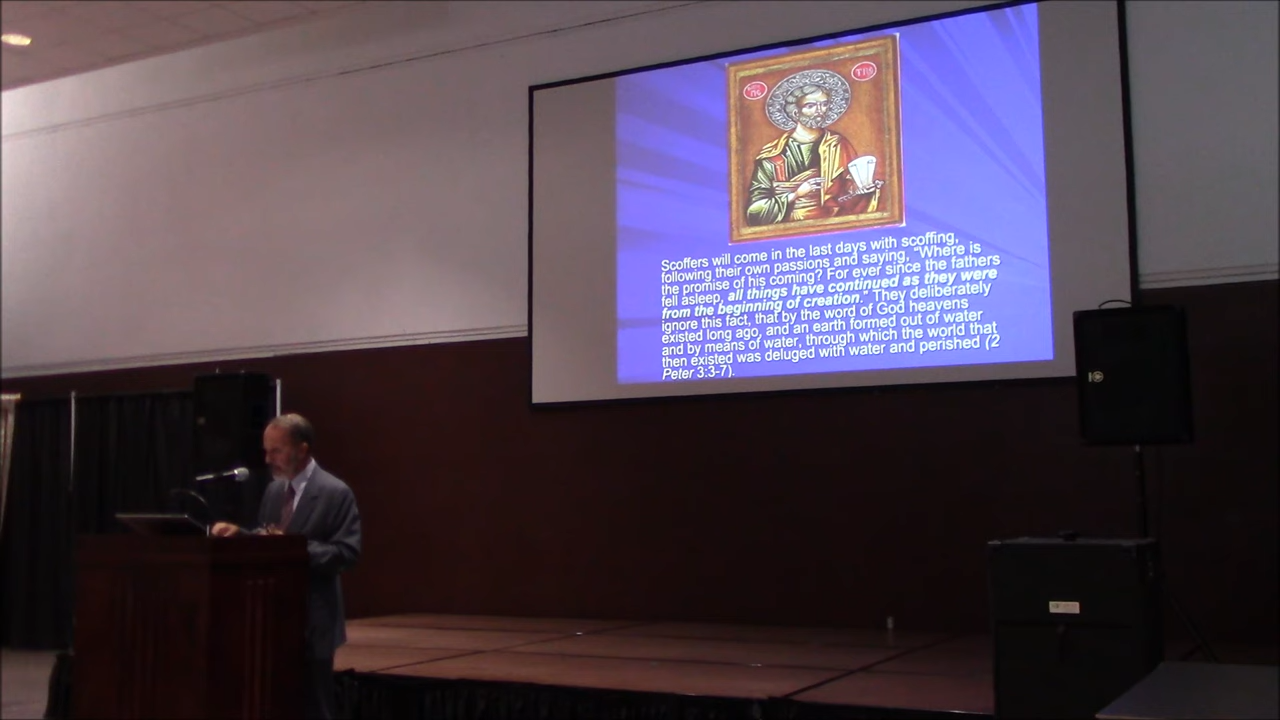 Scoffers will come in the last days with scoffing,
following their own passions and saying, "Where is
the promise of his coming? For ever since the fathers
fell asleep, all things have continued as they were
from the beginning of creation." They deliberately
ignore this fact, that by the word of God heavens
existed long ago, and an earth formed out of water
and by means of water, through which the world that
then existed was deluged with water and perished (2
Peter 3:3-7).